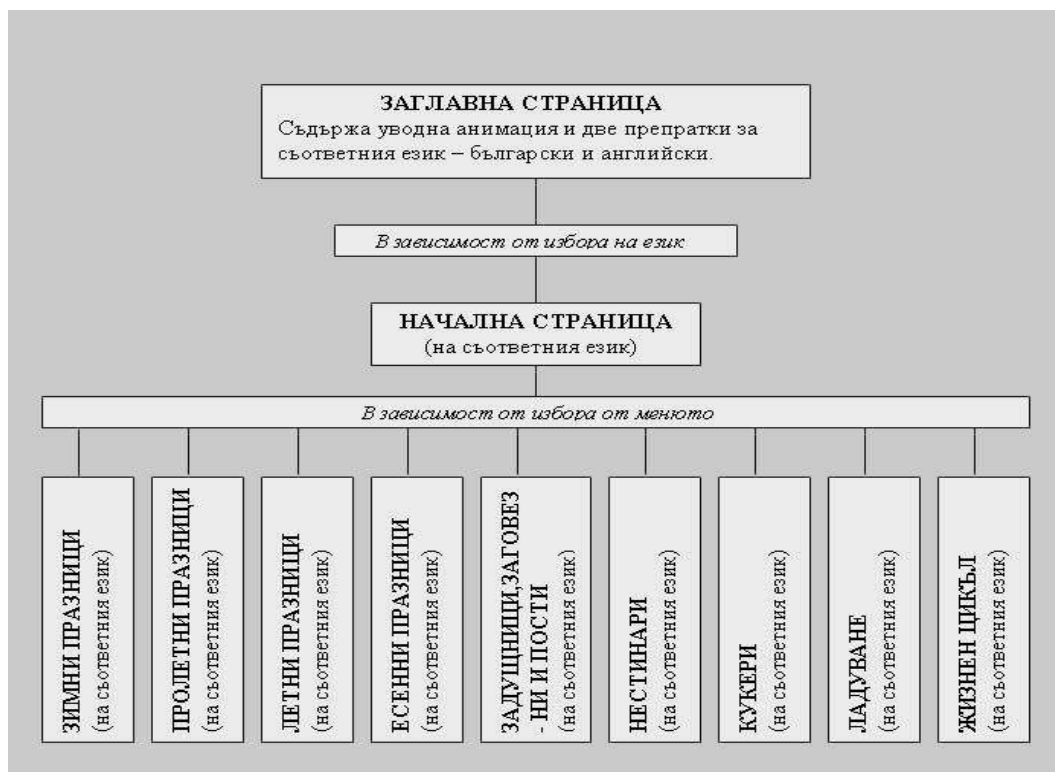 ЗАГЛАВНА СТРАНИЦА
Съдържа уводна анимация и две препратки за
съответния език – български и английски.
В зависимост от избора на език
НАЧАЛНА СТРАНИЦА
(на съответния език)
В зависимост от избора от менюто
ЗИМНИ ПРАЗНИЦИ
(на съответния език)
ПРОЛЕТНИ ПРАЗНИЦИ
(на съответния език)
ЛЕТНИ ПРАЗНИЦИ
(на съответния език)
ЕСЕННИ ПРАЗНИЦИ
(на съответния език)
ЗАДУЩНИЦИ,ЗАГОВЕЗ
- НИ И ПОСТИ
(на съответния език)
НЕСТИНАРИ
(на съответния език)
КУКЕРИ
(на съответния език)
ЛАДУВАНЕ
(на съответния език)
ЖИЗНЕН ЦИКЪЛ
(на съответния език)